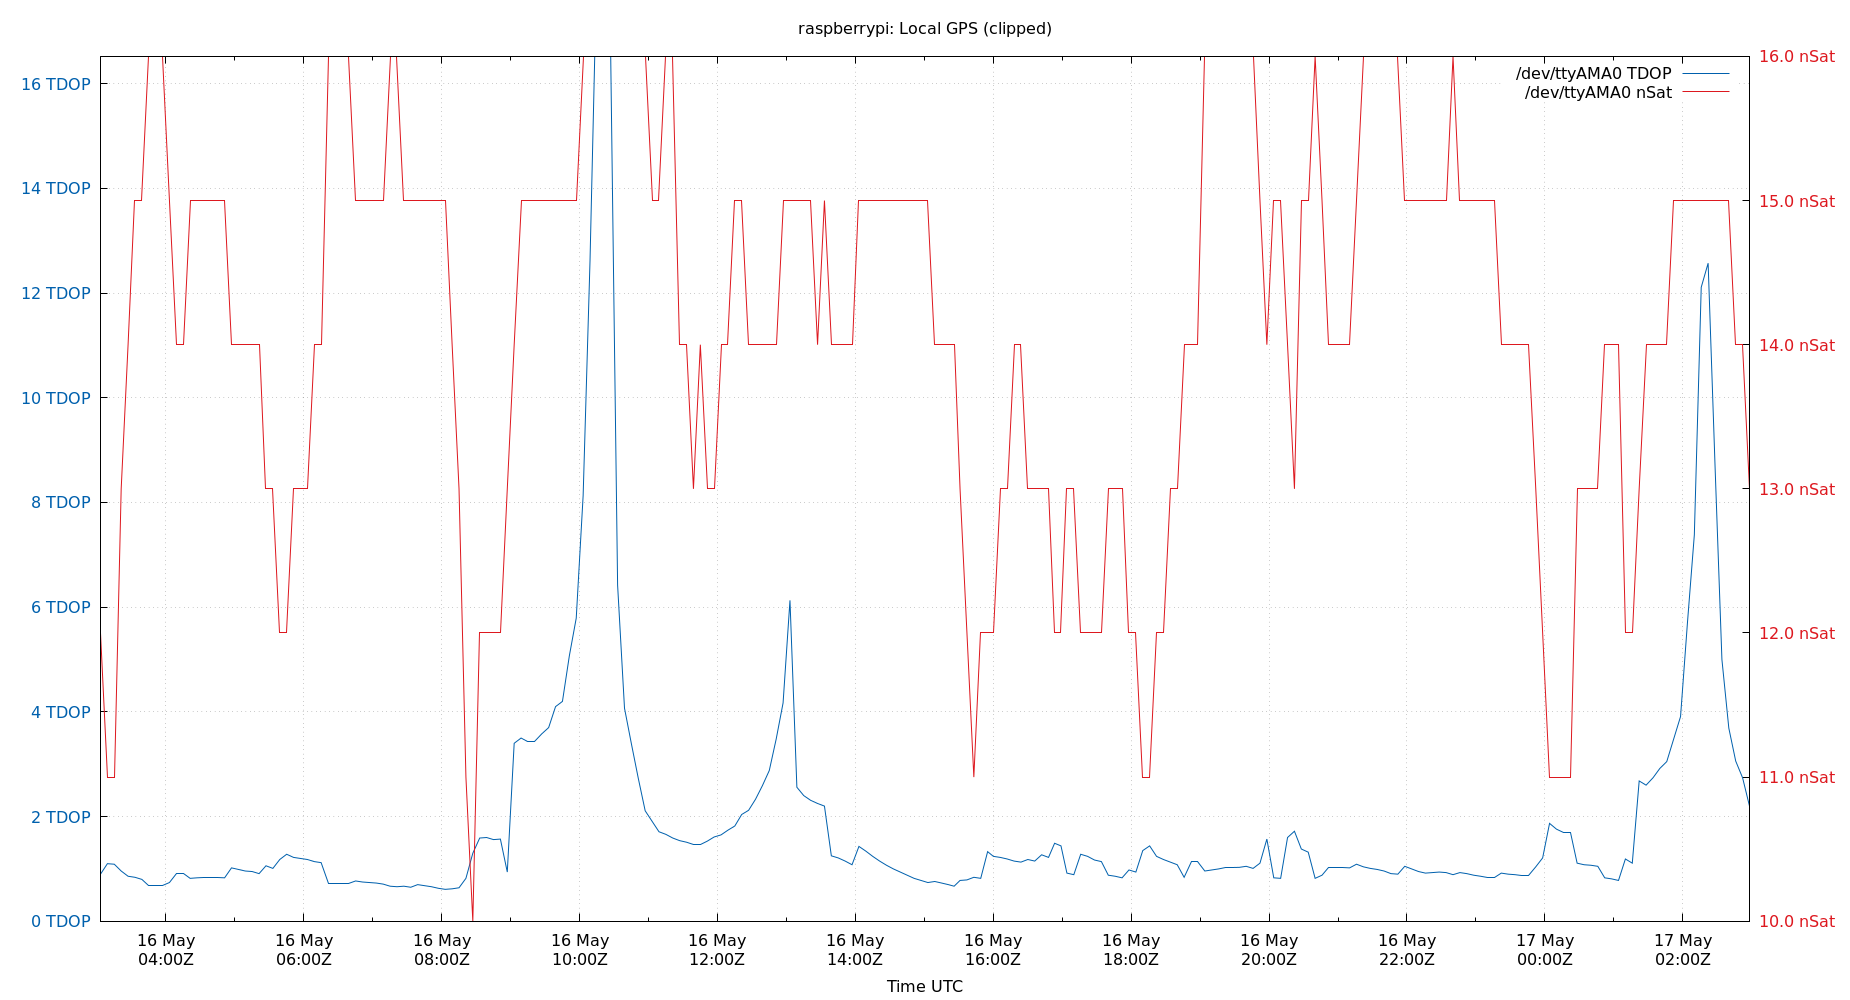 raspberrypi: Local GPS (clipped)
/dev/ttyAMA0 TDOP
/dev/ttyAMA0 nSat
16 TDOP
14 TDOP
12 TDOP
10 TDOP
8 TDOP
6 TDOP
4 TDOP
2 TDOP
0 TDOP
16.0 nSat
15.0 nSat
14.0 nSat
13.0 nSat
12.0 nSat
11.0 nSat
10.0 nSat
16 May
04:00Z
16 May
06:00Z
16 May
08:00Z
16 May
10:00Z
16 May
12:00Z
16 May
14:00Z
16 May
16:00Z
16 May
18:00Z
16 May
20:00Z
16 May
22:00Z
17 May
00:00Z
17 May
02:00Z
Time UTC